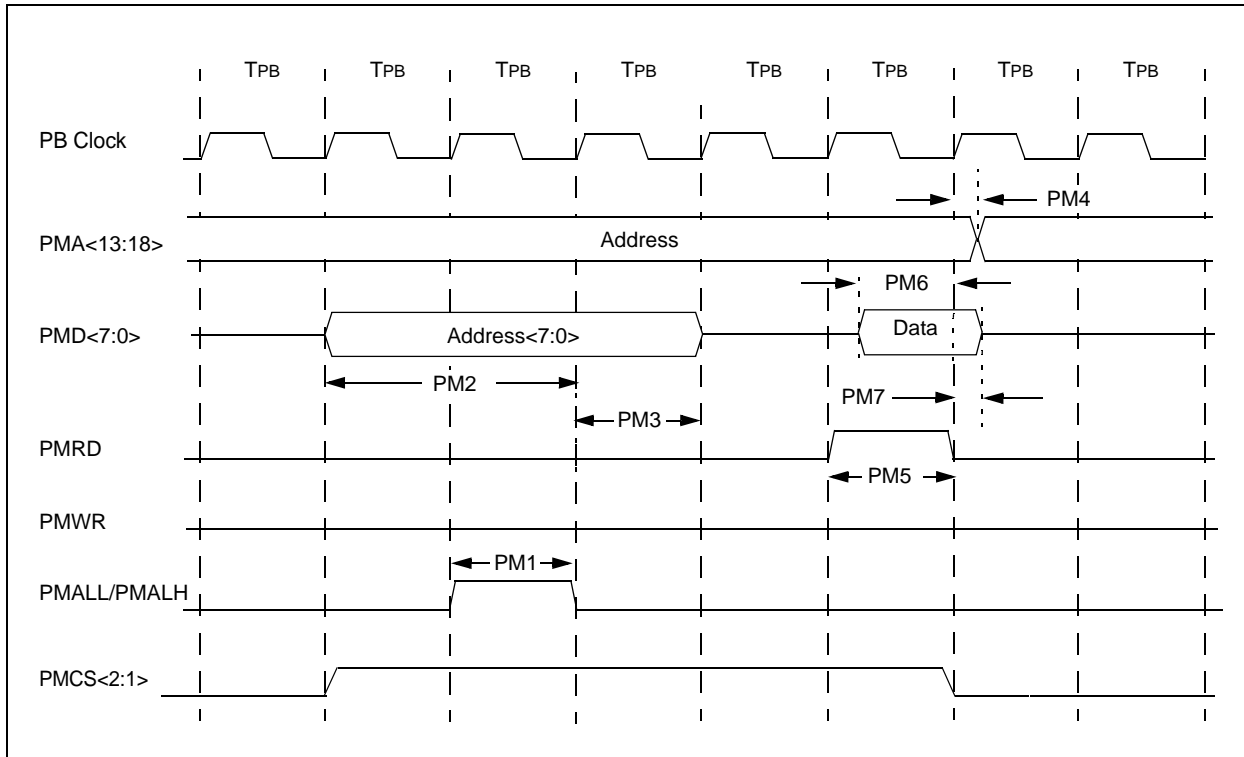 TPB TPB TPB TPB TPB TPB TPB TPB
PB Clock
PM4
PMA<13:18>
Address
PM6
PMD<7:0>
Address<7:0>
Data
PM2
PM7
PM3
PMRD
PM5
PMWR
PM1
PMALL/PMALH
PMCS<2:1>